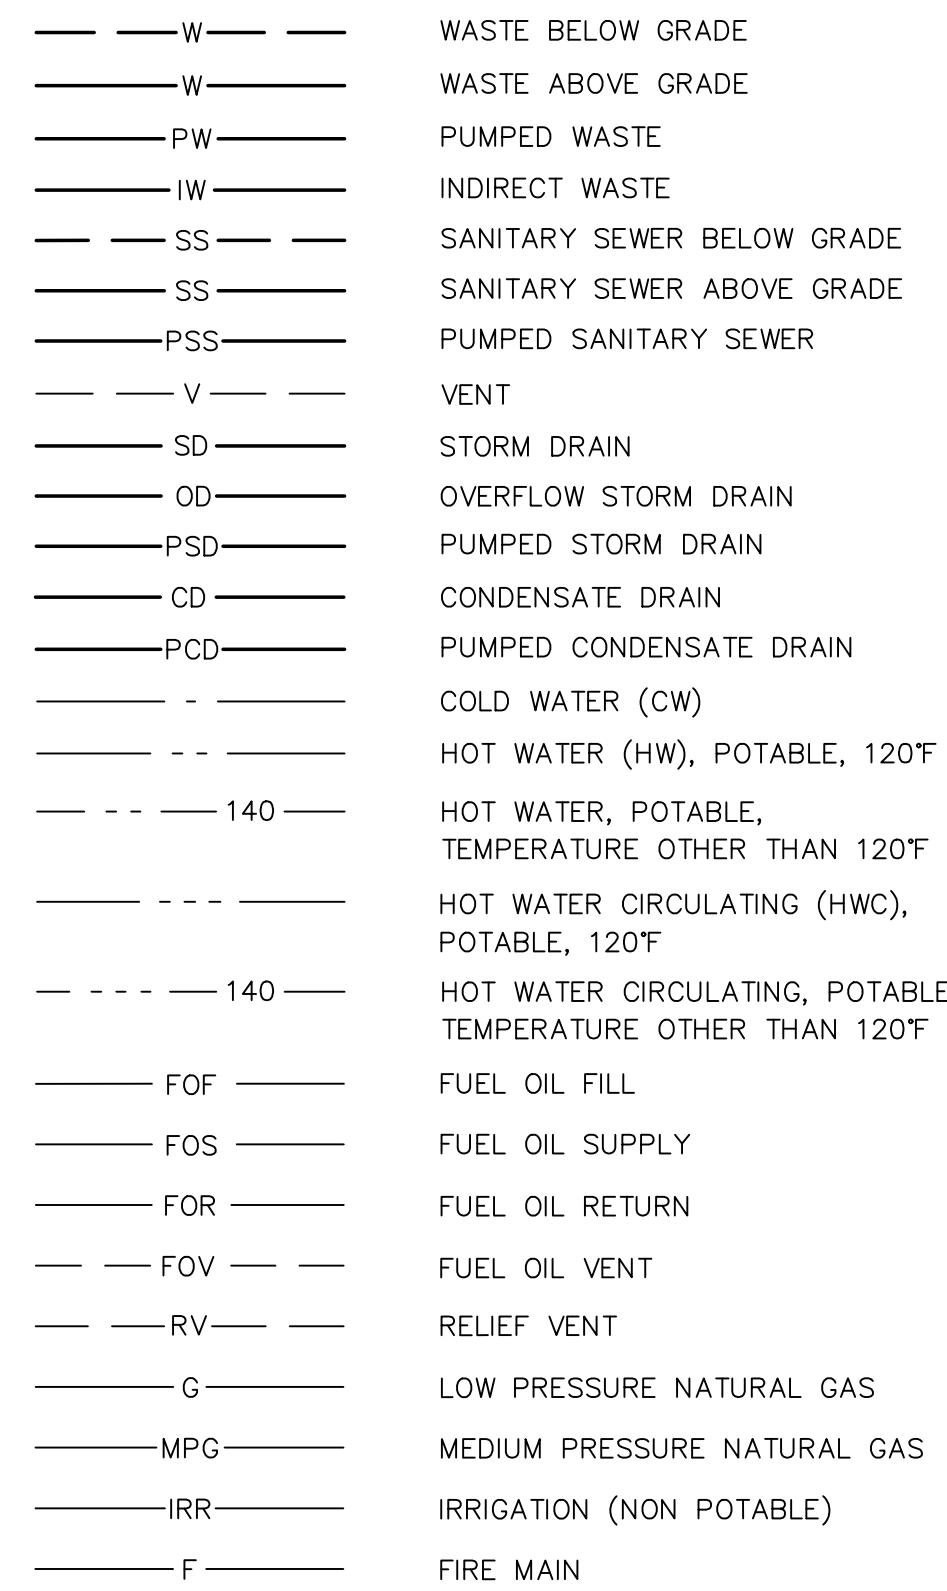 W WASTE BELOW GRADE
W WASTE ABOVE GRADE
PW PUMPED WASTE
IW INDIRECT WASTE
SS SANITARY SEWER BELOW GRADE
SS SANITARY SEWER ABOVE GRADE
PSS PUMPED SANITARY SEWER
V VENT
SD STORM DRAIN
OD OVERFLOW STORM DRAIN
PSD PUMPED STORM DRAIN
CD CONDENSATE DRAIN
PCD PUMPED CONDENSATE DRAIN
COLD WATER (CW)
HOT WATER (HW), POTABLE, 120°F
140 HOT WATER, POTABLE,
TEMPERATURE OTHER THAN 120°F
HOT WATER CIRCULATING (HWC),
POTABLE, 120°F
140 HOT WATER CIRCULATING, POTABLE
TEMPERATURE OTHER THAN 120°F
FOF FUEL OIL FILL
FOS FUEL OIL SUPPLY
FOR FUEL OIL RETURN
FOV FUEL OIL VENT
RV RELIEF VENT
G LOW PRESSURE NATURAL GAS
MPG MEDIUM PRESSURE NATURAL GAS
IRR IRRIGATION (NON POTABLE)
F FIRE MAIN